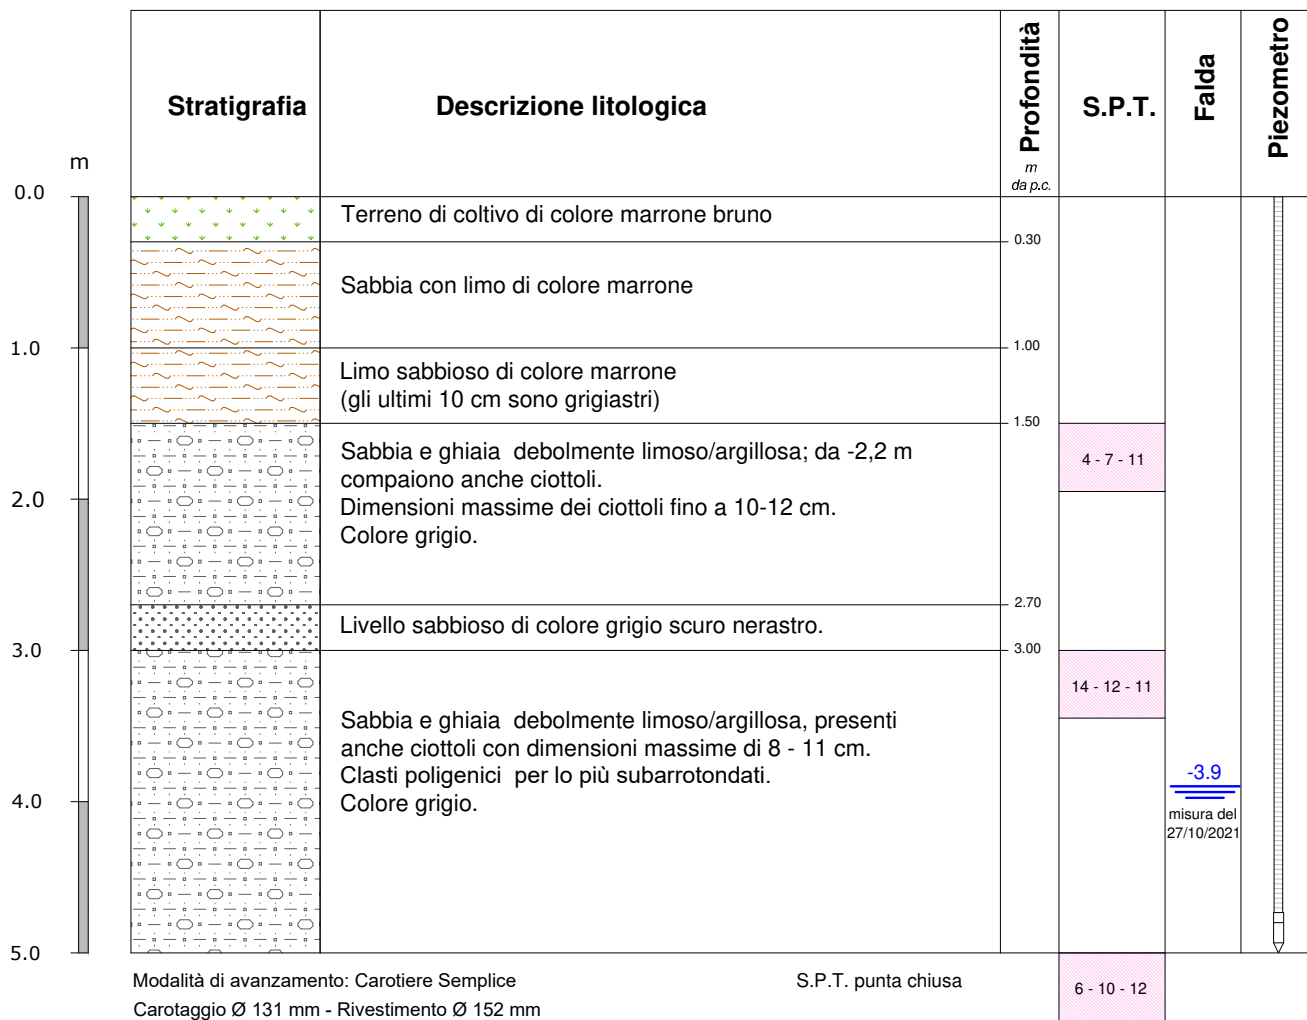 Stratigrafia
Descrizione litologica
Profondità
m
da p.c.
S.P.T.
Falda
Piezometro
m
0.0
Terreno di coltivo di colore marrone bruno
0.30
Sabbia con limo di colore marrone
1.0
1.00
Limo sabbioso di colore marrone
(gli ultimi 10 cm sono grigiastri)
1.50
Sabbia e ghiaia debolmente limoso/argillosa; da -2,2 m
compaiono anche ciottoli.
Dimensioni massime dei ciottoli fino a 10-12 cm.
Colore grigio.
4 - 7 - 11
2.0
2.70
Livello sabbioso di colore grigio scuro nerastro.
3.0
3.00
14 - 12 - 11
Sabbia e ghiaia debolmente limoso/argillosa, presenti
anche ciottoli con dimensioni massime di 8 - 11 cm.
Clasti poligenici per lo più subarrotondati.
Colore grigio.
-3.9
misura del
27/10/2021
4.0
5.0
Modalità di avanzamento: Carotiere Semplice
S.P.T. punta chiusa
6 - 10 - 12
Carotaggio Ø 131 mm - Rivestimento Ø 152 mm